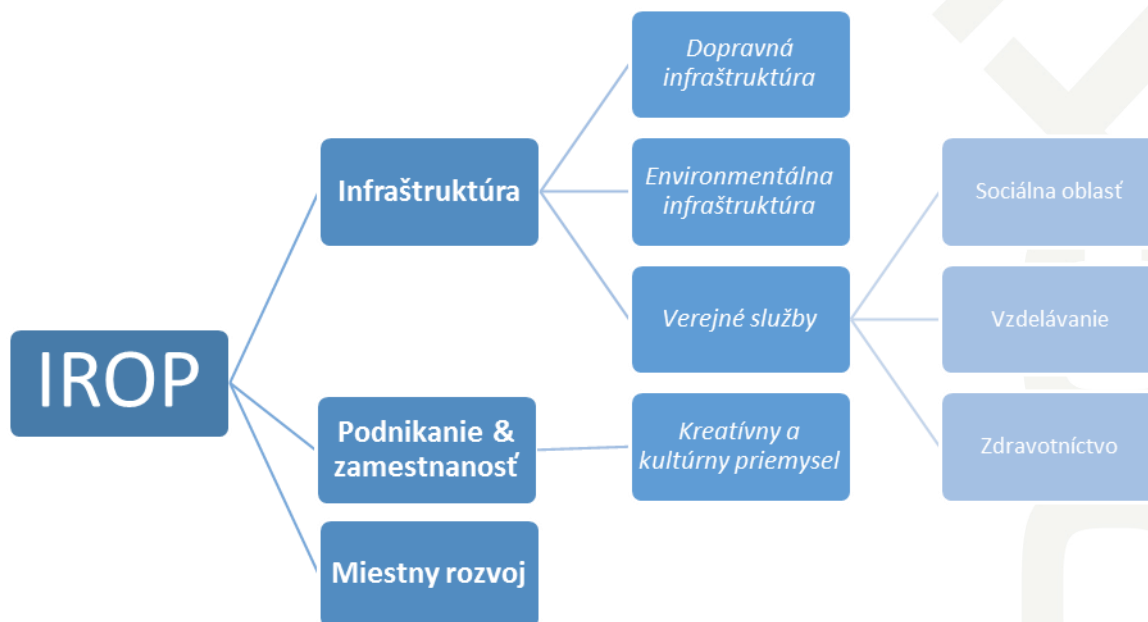 IROP
Infraštruktúra
Dopravná
infraštruktúra
Environmentálna
infraštruktúra
Verejné služby
Sociálna oblasť
Vzdelávanie
Zdravotníctvo
Podnikanie &
zamestnanosť
Kreatívny a
kultúrny priemysel
Miestny rozvoj